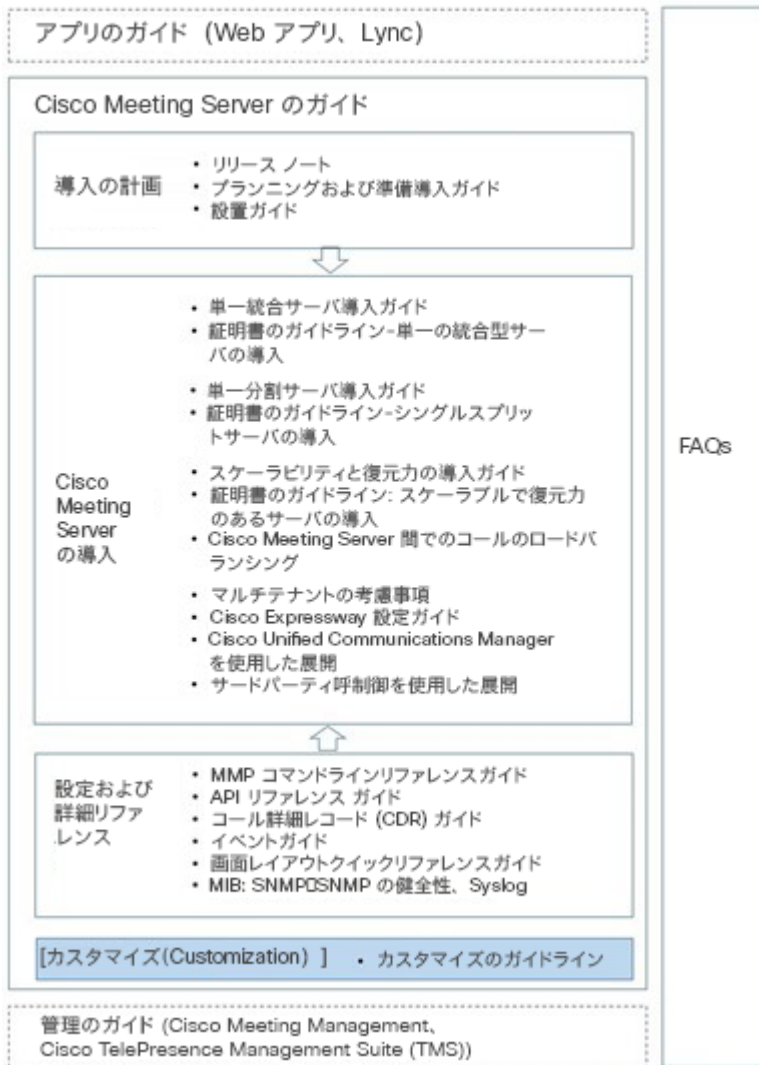 アプリのガイド (Web アプリ、Lync)
Cisco Meeting Server のガイド
導入の計画
• リリース ノート
• プランニングおよび準備導入ガイド
• 設置ガイド
Cisco
Meeting
Server
の導入
• 単一統合サーバ導入ガイド
• 証明書のガイドライン-単一の統合型サー
バの導入
• 単一分割サーバ導入ガイド
• 証明書のガイドライン-シングルスプリッ
トサーバの導入
• スケーラビリティと復元力の導入ガイド
• 証明書のガイドライン: スケーラブルで復元力
のあるサーバの導入
• Cisco Meeting Server 間でのコールのロードバ
ランシング
• マルチテナントの考慮事項
• Cisco Expressway 設定ガイド
• Cisco Unified Communications Manager
を使用した展開
• サードパーティ呼制御を使用した展開
設定および
詳細リファ
レンス
• MMP コマンドラインリファレンスガイド
• API リファレンス ガイド
• コール詳細レコード (CDR) ガイド
• イベントガイド
• 画面レイアウトクイックリファレンスガイド
• MIB: SNMP□SNMP の健全性、Syslog
[カスタマイズ(Customization) ]
• カスタマイズのガイドライン
管理のガイド (Cisco Meeting Management、
Cisco TelePresence Management Suite (TMS))
FAQs